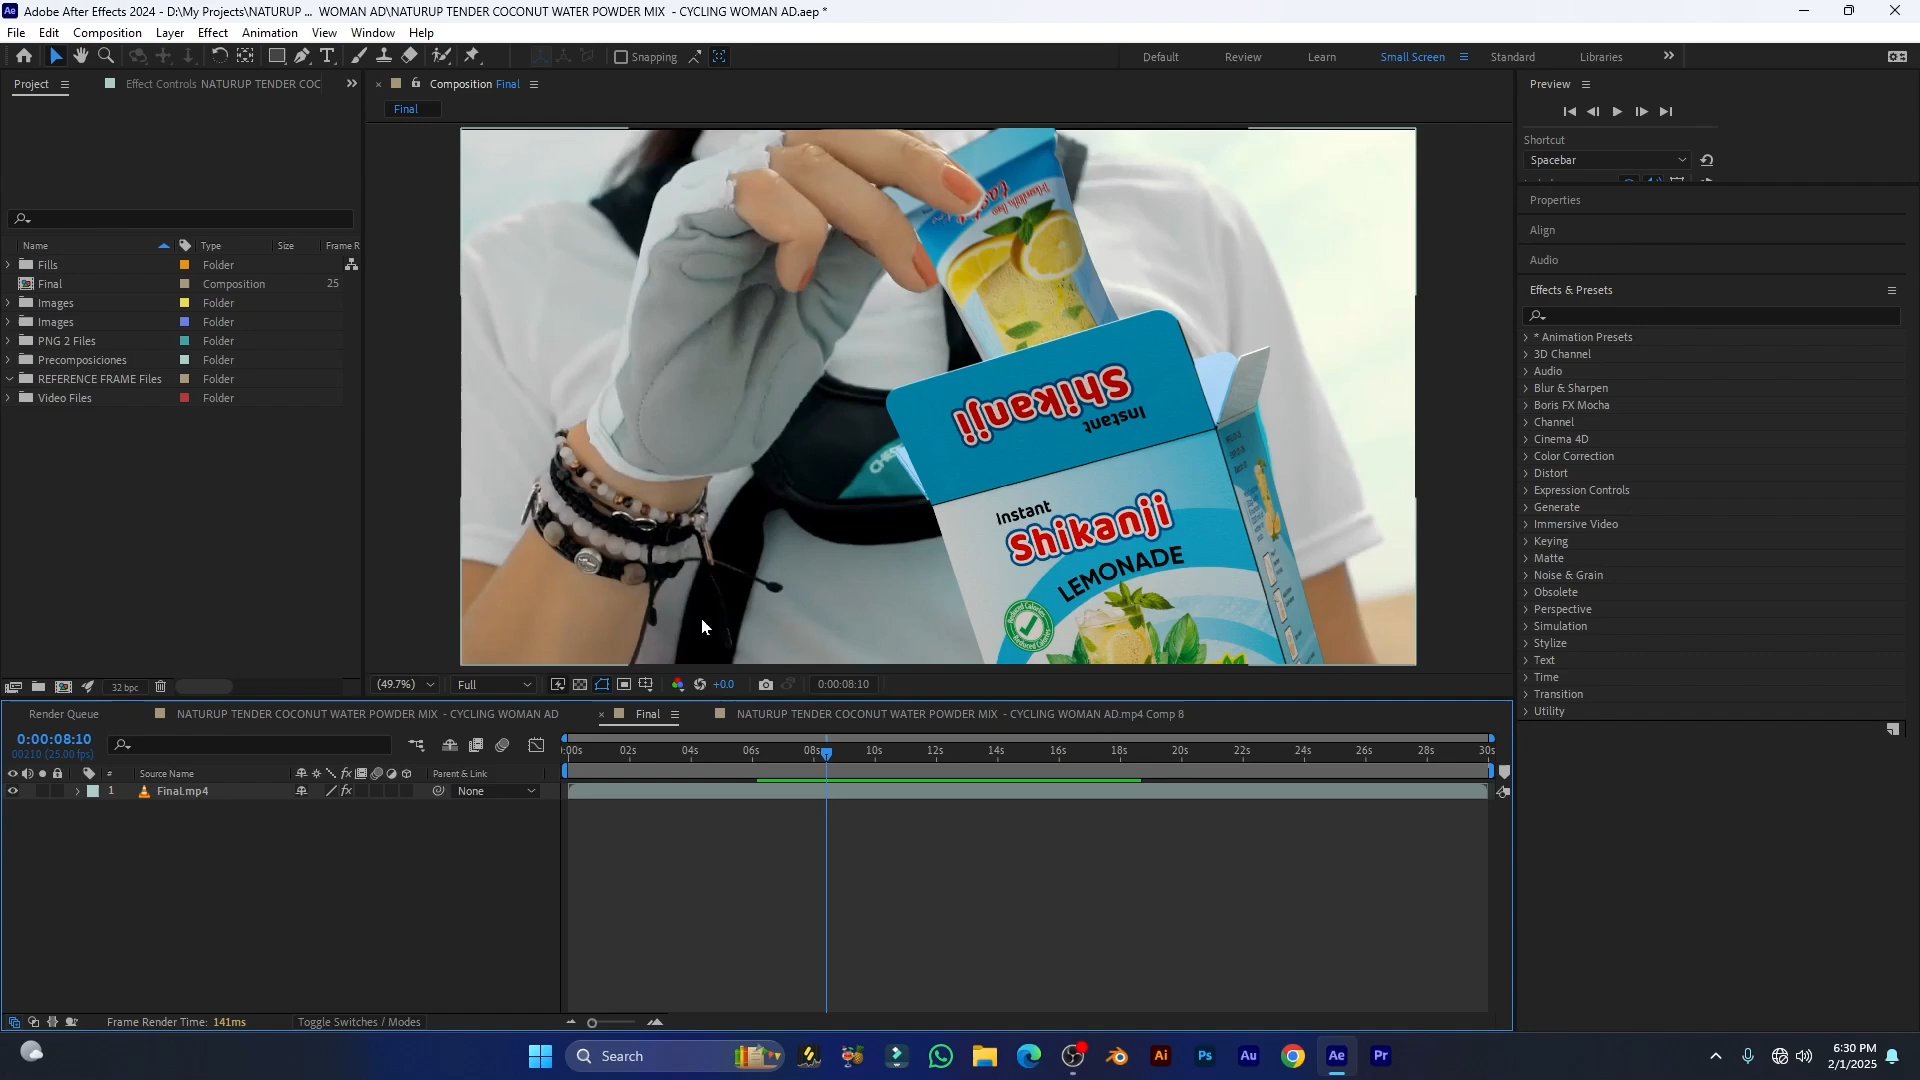 Adobe After Effects 2024 - D:\My Projects\NATURUP ... WOMAN AD\NATURUP TENDER COCONUT WATER POWDER MIX - CYCLING WOMAN AD.aep *
File Edit Composition Layer Effect Animation View Window Help
Snapping Default Review Learn Small Screen Standard Libraries
Project Effect Controls NATURUP TENDER COC
Composition Final
Preview
Final
Shortcut
Spacebar
Properties
Align
Audio
Effects & Presets
Name Type Size Frame R
Fills Folder
Final Composition 25
Images Folder
Images Folder
PNG 2 Files Folder
Precomposiciones Folder
REFERENCE FRAME Files Folder
Video Files Folder
* Animation Presets
3D Channel
Audio
Blur & Sharpen
Boris FX Mocha
Channel
Cinema 4D
Color Correction
Distort
Expression Controls
Generate
Immersive Video
Keying
Matte
Noise & Grain
Obsolete
Perspective
Simulation
Stylize
Text
Time
Transition
Utility
Instant
Shikanji
Instant
Shikanji
LEMONADE
Reduced Calories
Reduced Calories
32 bpc
(49.7%) Full +0.0 0:00:08:10
Render Queue NATURUP TENDER COCONUT WATER POWDER MIX - CYCLING WOMAN AD Final NATURUP TENDER COCONUT WATER POWDER MIX - CYCLING WOMAN AD.mp4 Comp 8
0:00:08:10
00210 (25.00 fps)
:00s 02s 04s 06s 08s 10s 12s 14s 16s 18s 20s 22s 24s 26s 28s 30s
# Source Name Parent & Link
1 Final.mp4 None
Frame Render Time: 141ms Toggle Switches / Modes
Search
6:30 PM
2/1/2025